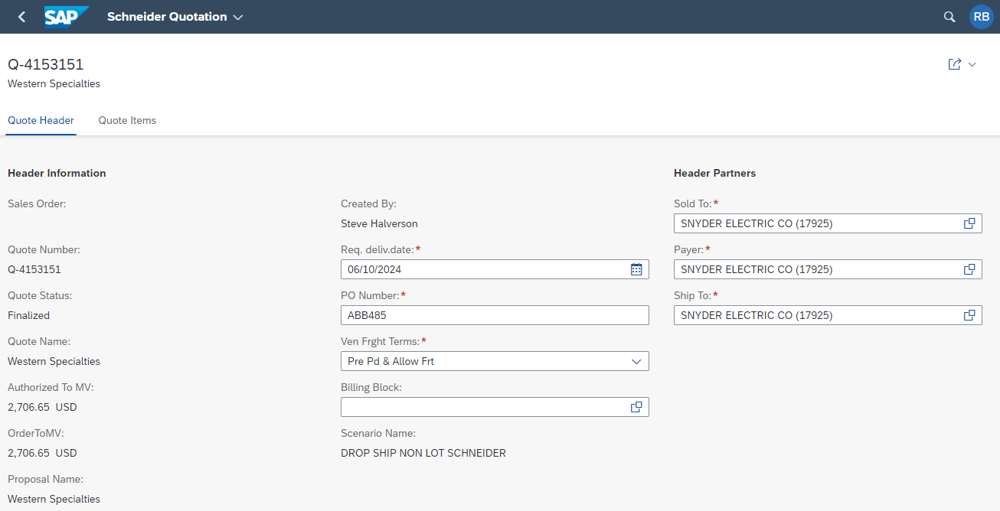 SAP Schneider Quotation RB
Q-4153151
Western Specialties
Quote Header Quote Items
Header Information
Sales Order:
Quote Number:
Q-4153151
Quote Status:
Finalized
Quote Name:
Western Specialties
Authorized To MV:
2,706.65 USD
OrderToMV:
2,706.65 USD
Proposal Name:
Western Specialties
Created By:
Steve Halverson
Req. deliv.date:*
06/10/2024
PO Number:*
ABB485
Ven Frght Terms:*
Pre Pd & Allow Frt
Billing Block:
Scenario Name:
DROP SHIP NON LOT SCHNEIDER
Header Partners
Sold To:*
SNYDER ELECTRIC CO (17925)
Payer:*
SNYDER ELECTRIC CO (17925)
Ship To:*
SNYDER ELECTRIC CO (17925)